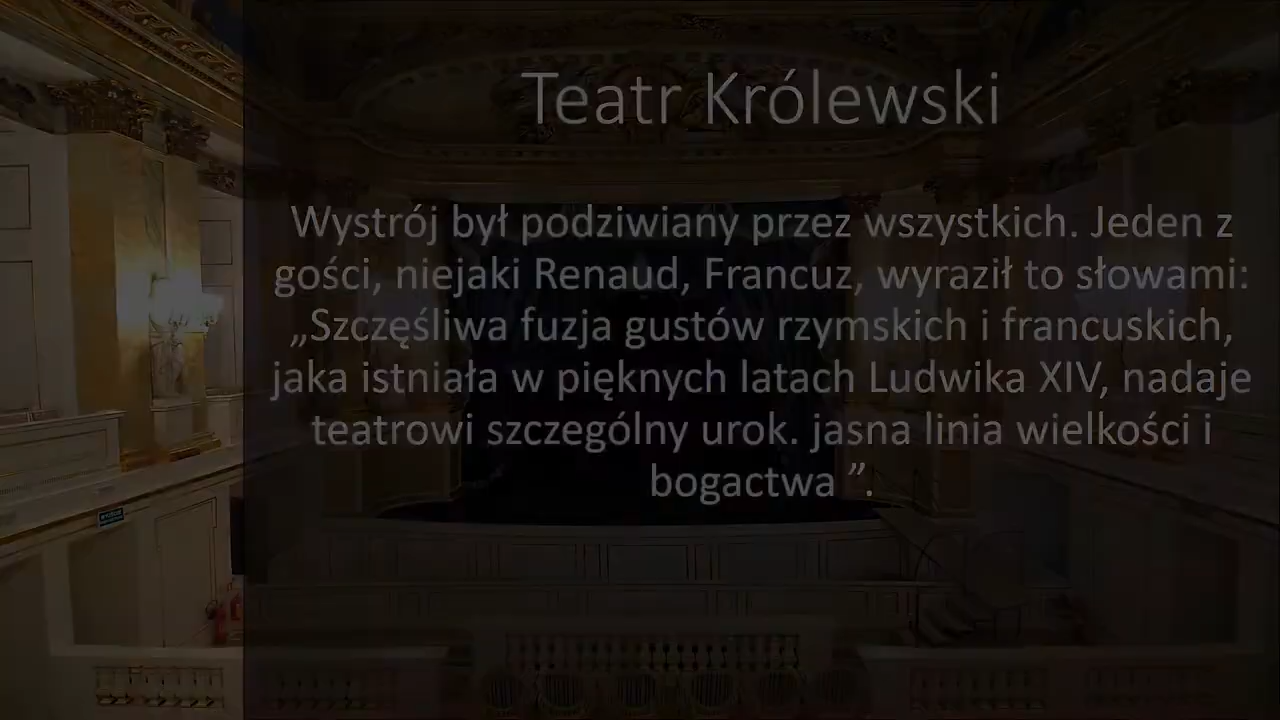 Teatr Królewski
Wystrój był podziwiany przez wszystkich. Jeden z
gości, niejaki Renaud, Francuz, wyraził to słowami:
„Szczęśliwa fuzja gustów rzymskich i francuskich,
jaka istniała w pięknych latach Ludwika XIV, nadaje
teatrowi szczególny urok. jasna linia wielkości i
bogactwa ”.